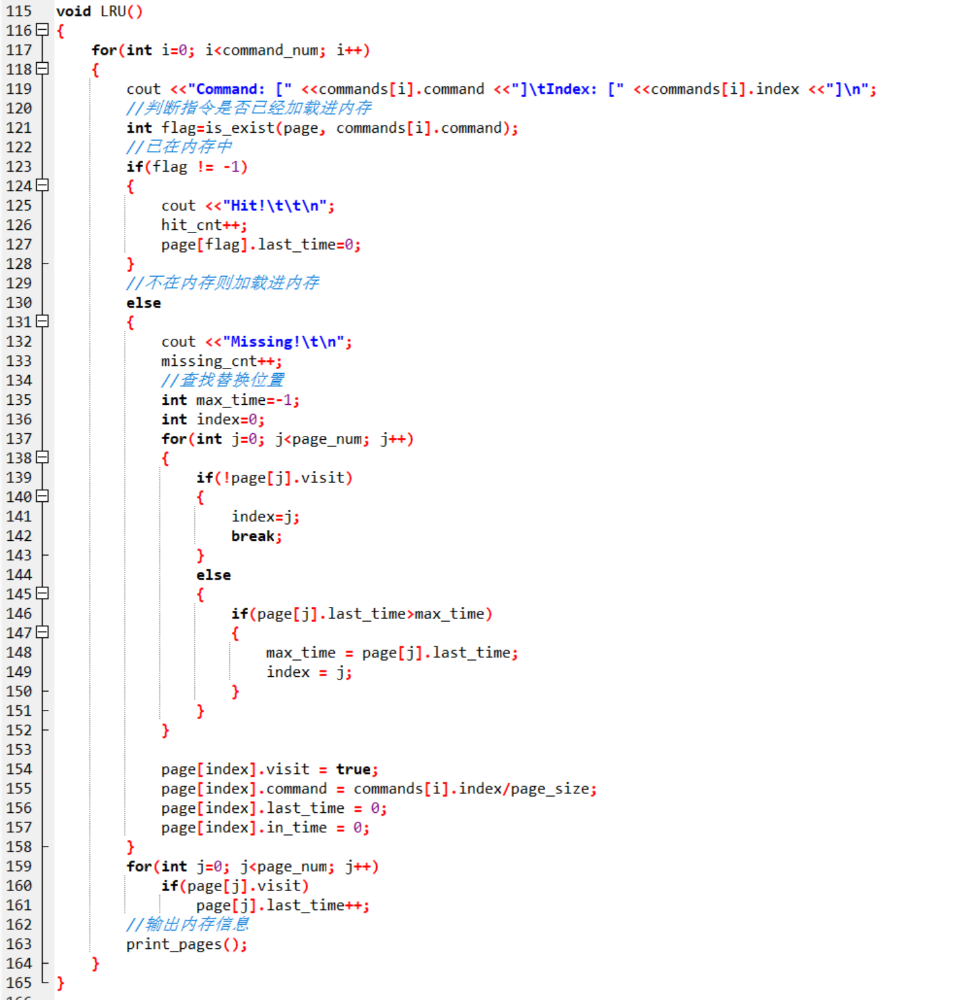 115 void LRU()
116 {
117 for(int i=0; i<command_num; i++)
118 {
119 cout <<"Command: [" <<commands[i].command <<"]\tIndex: [" <<commands[i].index <<"]\n";
120 //判断指令是否已经加载进内存
121 int flag=is_exist(page, commands[i].command);
122 //已在内存中
123 if(flag != -1)
124 {
125 cout <<"Hit!\t\t\n";
126 hit_cnt++;
127 page[flag].last_time=0;
128 }
129 //不在内存则加载进内存
130 else
131 {
132 cout <<"Missing!\t\n";
133 missing_cnt++;
134 //查找替换位置
135 int max_time=-1;
136 int index=0;
137 for(int j=0; j<page_num; j++)
138 {
139 if(!page[j].visit)
140 {
141 index=j;
142 break;
143 }
144 else
145 {
146 if(page[j].last_time>max_time)
147 {
148 max_time = page[j].last_time;
149 index = j;
150 }
151 }
152 }
153
154 page[index].visit = true;
155 page[index].command = commands[i].index/page_size;
156 page[index].last_time = 0;
157 page[index].in_time = 0;
158 }
159 for(int j=0; j<page_num; j++)
160 if(page[j].visit)
161 page[j].last_time++;
162 //输出内存信息
163 print_pages();
164 }
165 }